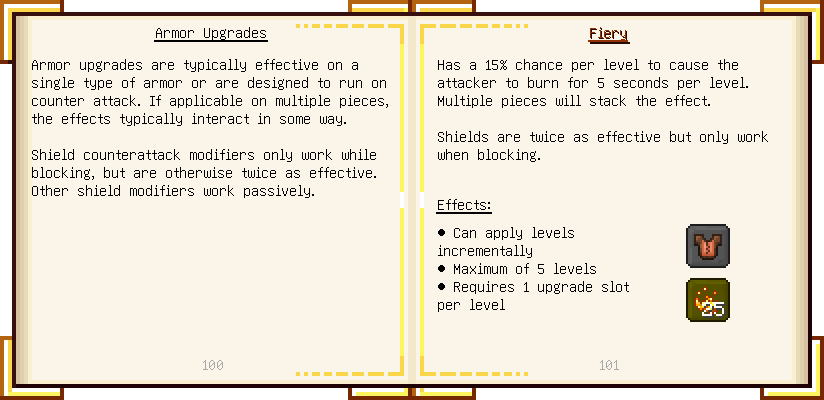 Armor Upgrades
Armor upgrades are typically effective on a
single type of armor or are designed to run on
counter attack. If applicable on multiple pieces,
the effects typically interact in some way.
Shield counterattack modifiers only work while
blocking, but are otherwise twice as effective.
Other shield modifiers work passively.
100
Fiery
Has a 15% chance per level to cause the
attacker to burn for 5 seconds per level.
Multiple pieces will stack the effect.
Shields are twice as effective but only work
when blocking.
Effects:
• Can apply levels
incrementally
• Maximum of 5 levels
• Requires 1 upgrade slot
per level
25
101